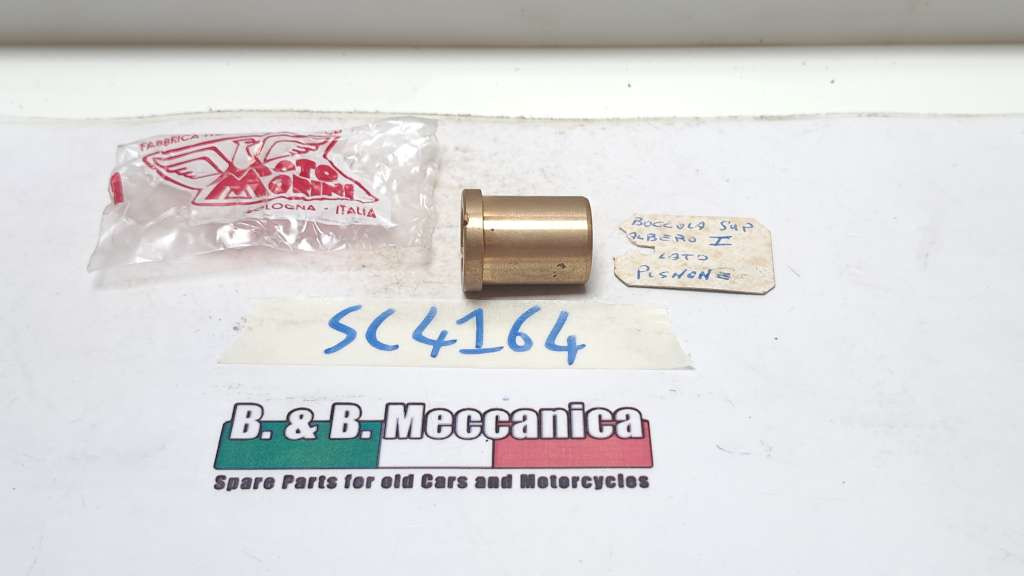 FABBRICA
MOTO
MORINI
BOLOGNA - ITALIA
BOCCOLA SUP
ALBERO I
LATO
PIGNONE
SC4164
B. & B. Meccanica
Spare Parts for old Cars and Motorcycles